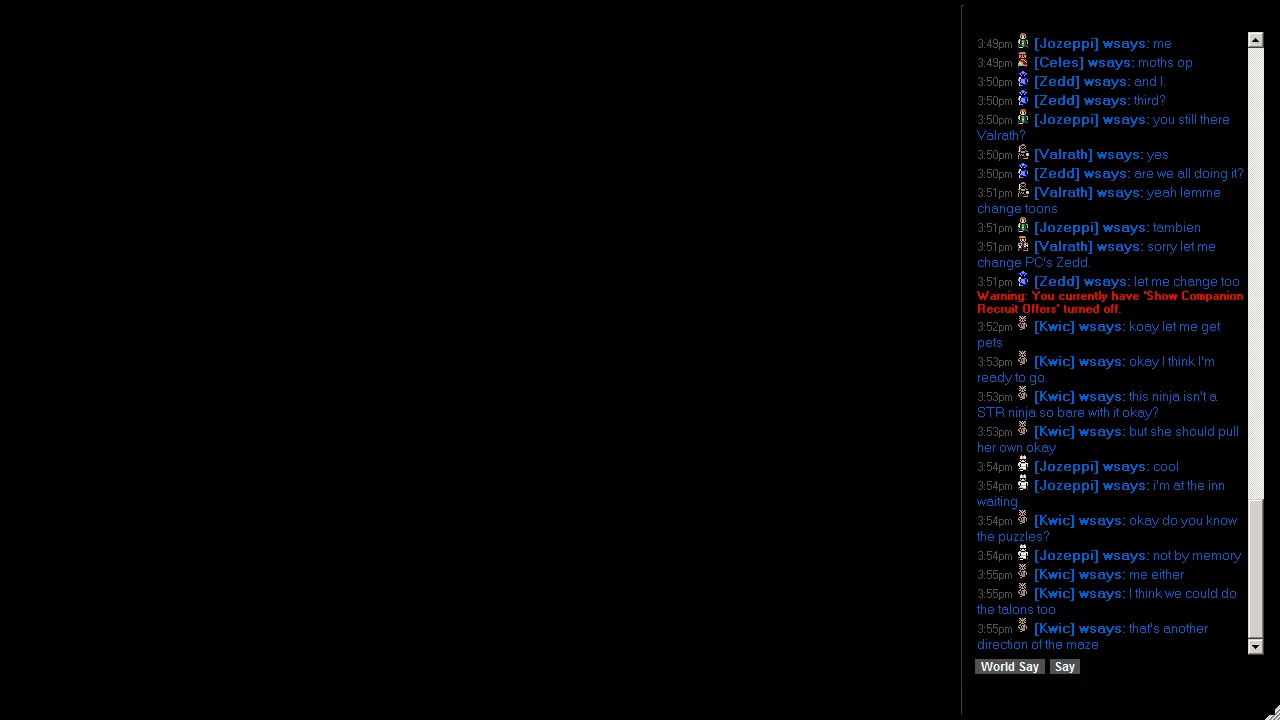 3:49pm [Jozeppi] wsays: me
3:49pm [Celes] wsays: moths op
3:50pm [Zedd] wsays: and I.
3:50pm [Zedd] wsays: third?
3:50pm [Jozeppi] wsays: you still there
Valrath?
3:50pm [Valrath] wsays: yes
3:50pm [Zedd] wsays: are we all doing it?
3:51pm [Valrath] wsays: yeah lemme
change toons
3:51pm [Jozeppi] wsays: tambien
3:51pm [Valrath] wsays: sorry let me
change PC's Zedd.
3:51pm [Zedd] wsays: let me change too
Warning: You currently have 'Show Companion
Recruit Offers' turned off.
3:52pm [Kwic] wsays: koay let me get
pets
3:53pm [Kwic] wsays: okay I think I'm
ready to go.
3:53pm [Kwic] wsays: this ninja isn't a
STR ninja so bare with it okay?
3:53pm [Kwic] wsays: but she should pull
her own okay
3:54pm [Jozeppi] wsays: cool
3:54pm [Jozeppi] wsays: i'm at the inn
waiting
3:54pm [Kwic] wsays: okay do you know
the puzzles?
3:54pm [Jozeppi] wsays: not by memory
3:55pm [Kwic] wsays: me either
3:55pm [Kwic] wsays: I think we could do
the talons too
3:55pm [Kwic] wsays: that's another
direction of the maze
World Say Say